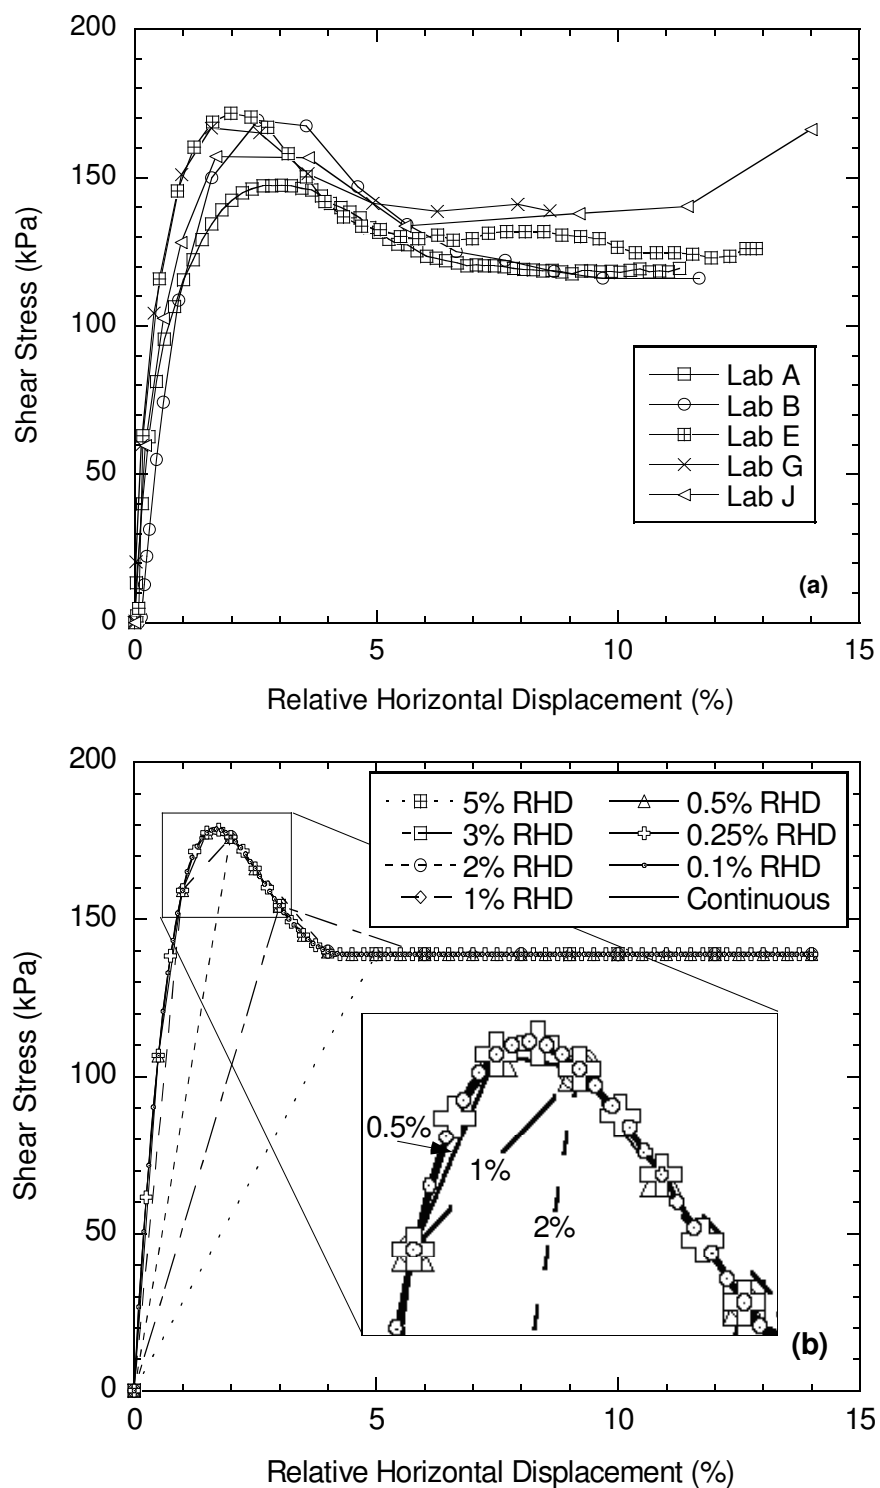 200
150
100
50
0
Shear Stress (kPa)
Lab A
Lab B
Lab E
Lab G
Lab J
(a)
0 5 10 15
Relative Horizontal Displacement (%)
200
150
100
50
0
Shear Stress (kPa)
5% RHD 0.5% RHD
3% RHD 0.25% RHD
2% RHD 0.1% RHD
1% RHD Continuous
0.5%
1%
2%
(b)
0 5 10 15
Relative Horizontal Displacement (%)